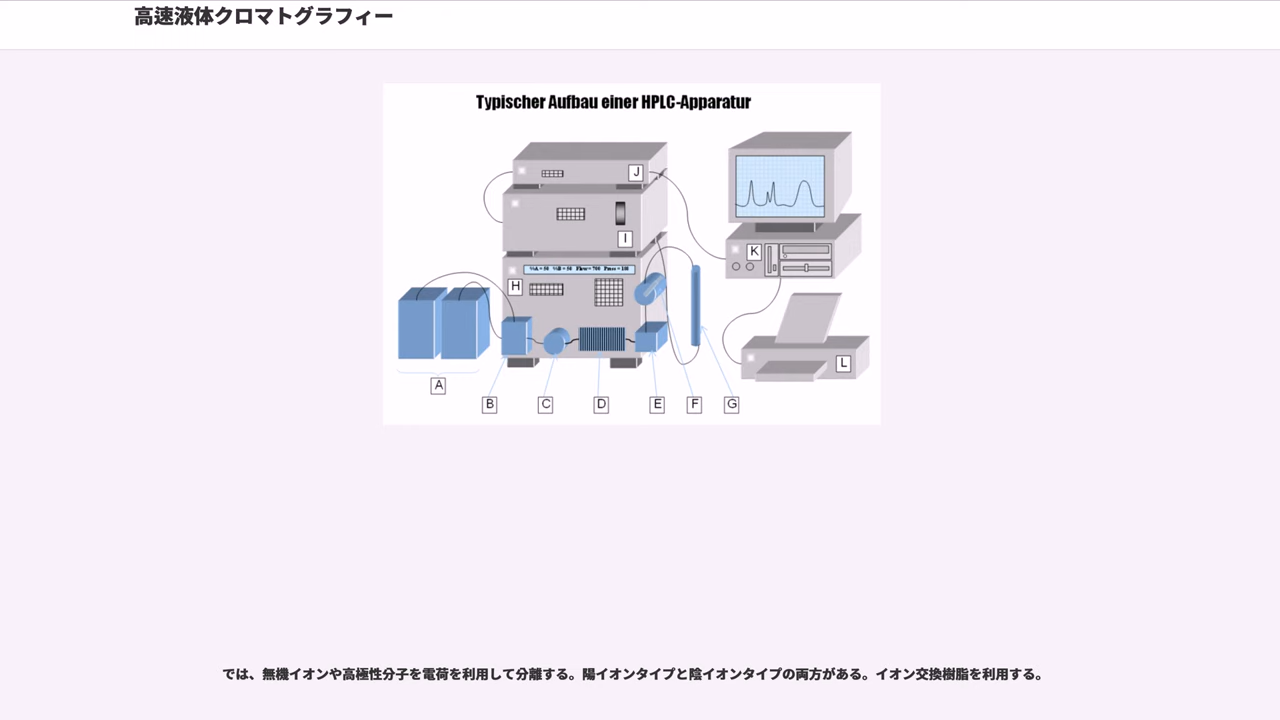 高速液体クロマトグラフィー
Typischer Aufbau einer HPLC-Apparatur
J
I
K
H
L
A
B C D E F G
では、無機イオンや高極性分子を電荷を利用して分離する。陽イオンタイプと陰イオンタイプの両方がある。イオン交換樹脂を利用する。